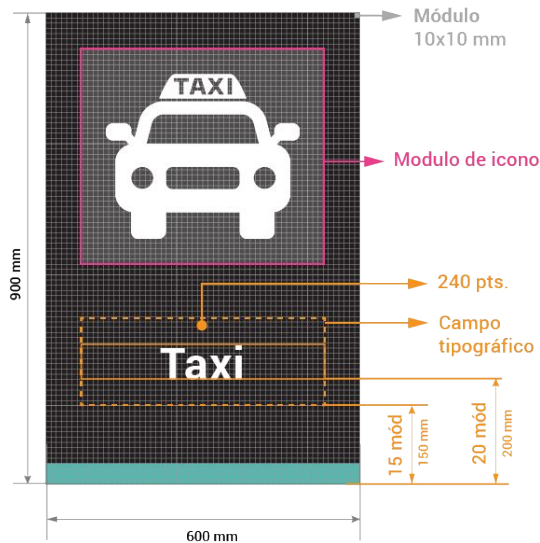 Módulo
10x10 mm
TAXI
Modulo de icono
900 mm
240 pts.
Campo
tipográfico
Taxi
15 mód
150 mm
20 mód
200 mm
600 mm